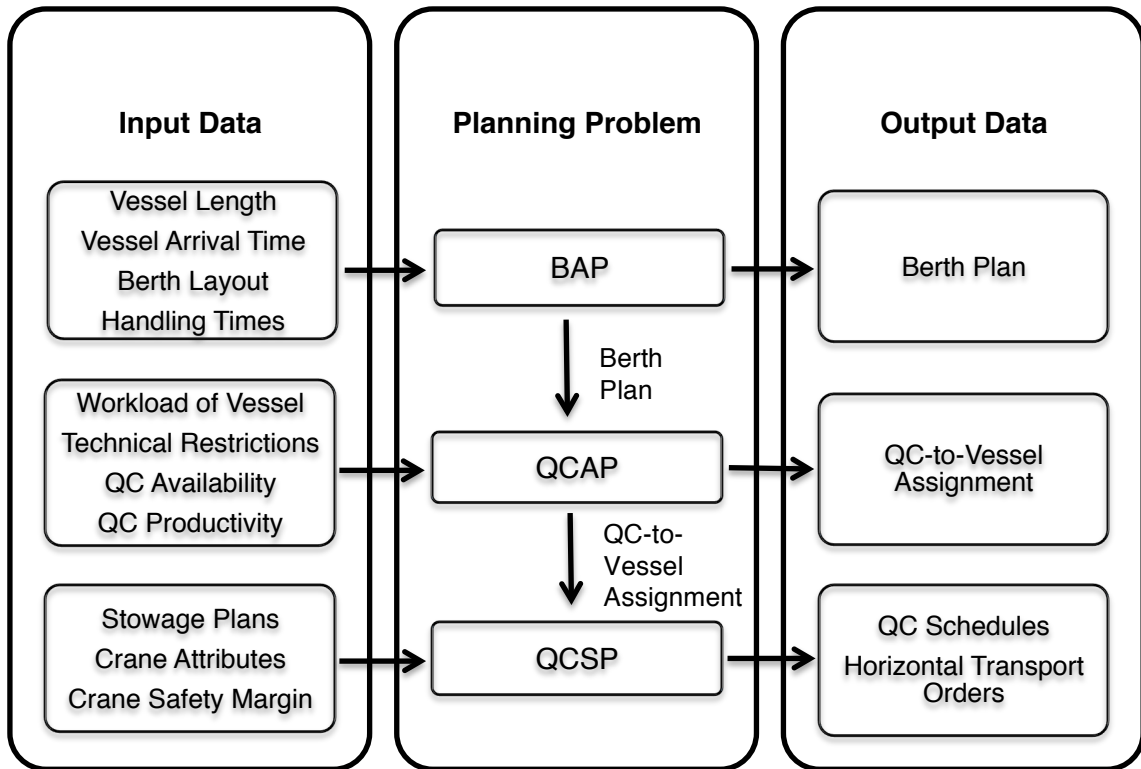 Input Data
Vessel Length
Vessel Arrival Time
Berth Layout
Handling Times
Workload of Vessel
Technical Restrictions
QC Availability
QC Productivity
Stowage Plans
Crane Attributes
Crane Safety Margin
Planning Problem
BAP
Berth
Plan
QCAP
QC-to-
Vessel
Assignment
QCSP
Output Data
Berth Plan
QC-to-Vessel
Assignment
QC Schedules
Horizontal Transport
Orders